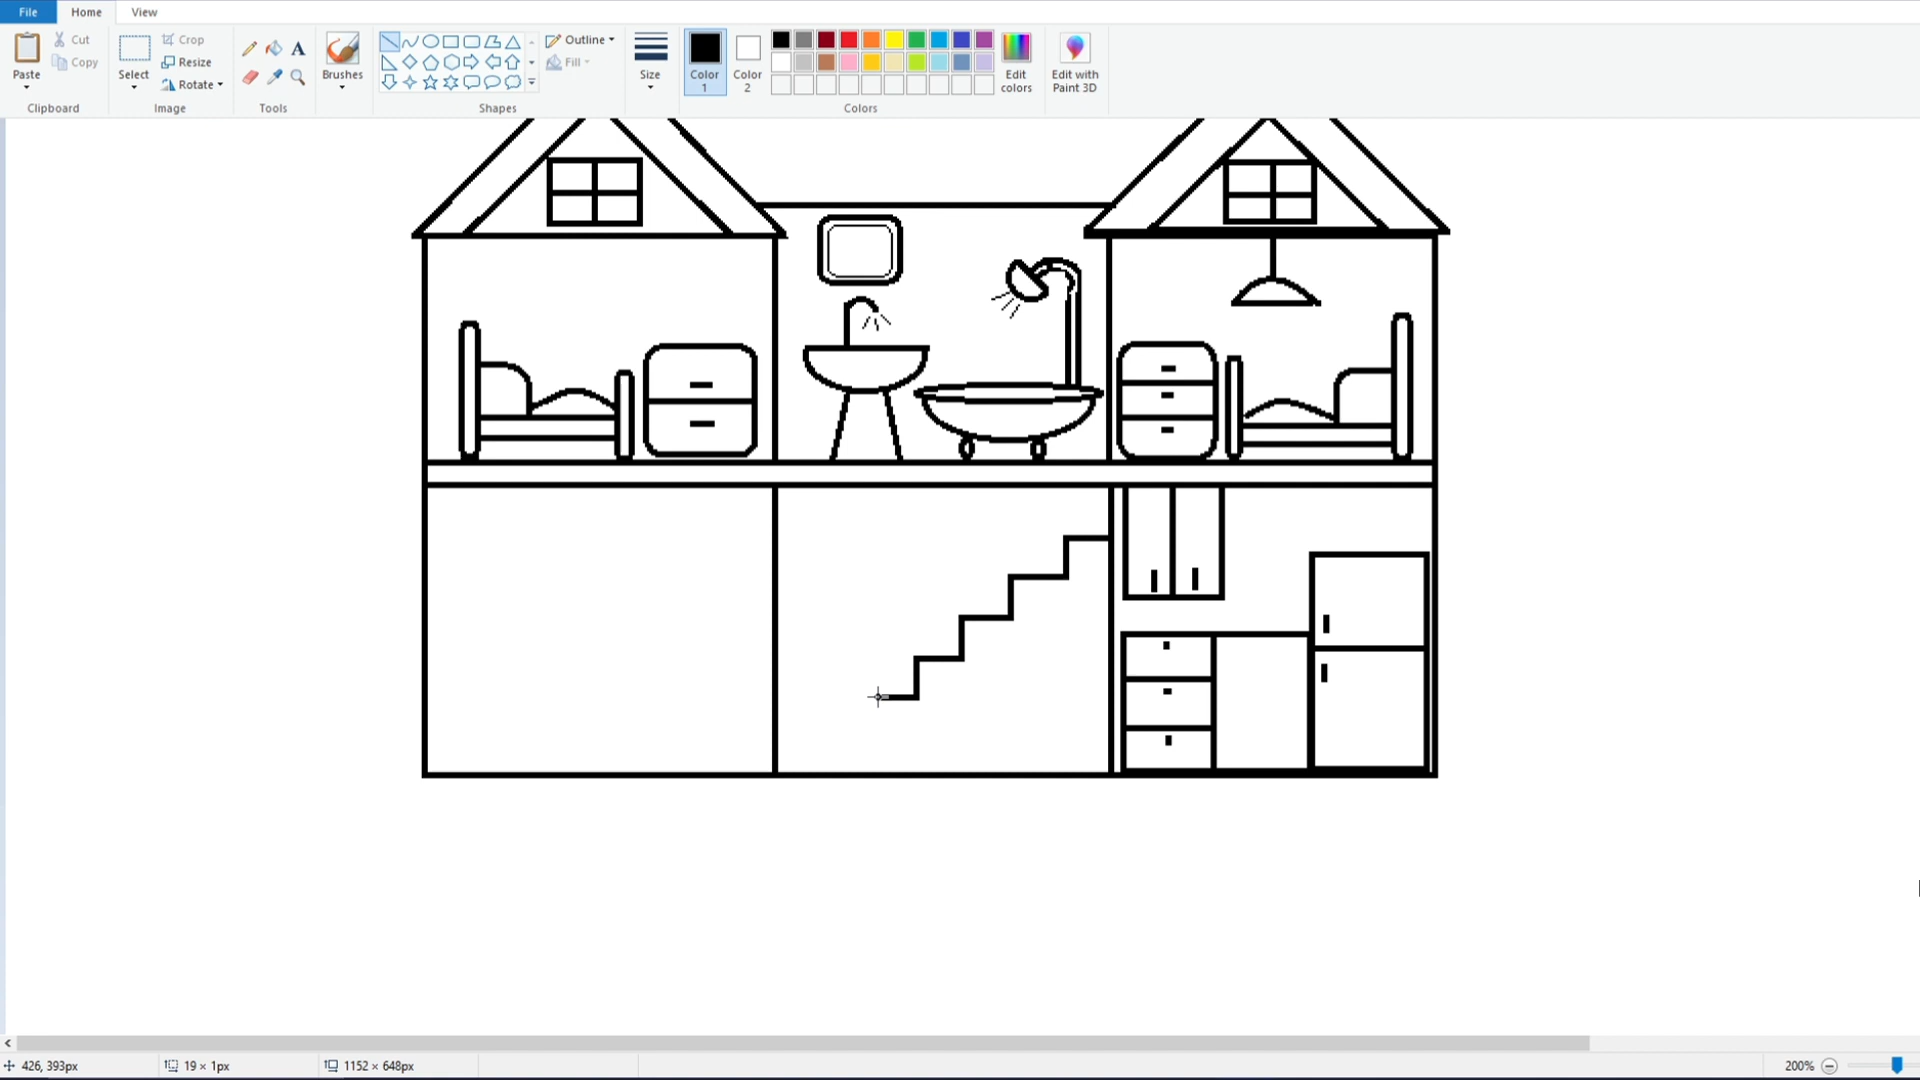 File Home View
Cut
Copy
Paste
Clipboard
Select
Crop
Resize
Rotate
Image
A
Tools
Brushes
Outline
Fill
Shapes
Size
Color 1
Color 2
Edit colors
Colors
Edit with Paint 3D
426, 393px 19 × 1px 1152 × 648px 200%